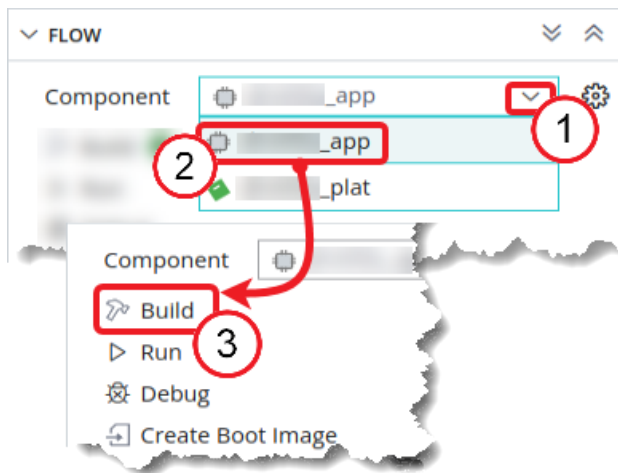 FLOW
Component _app
1
2 _app
_plat
Component
Build
3
Run
Debug
Create Boot Image